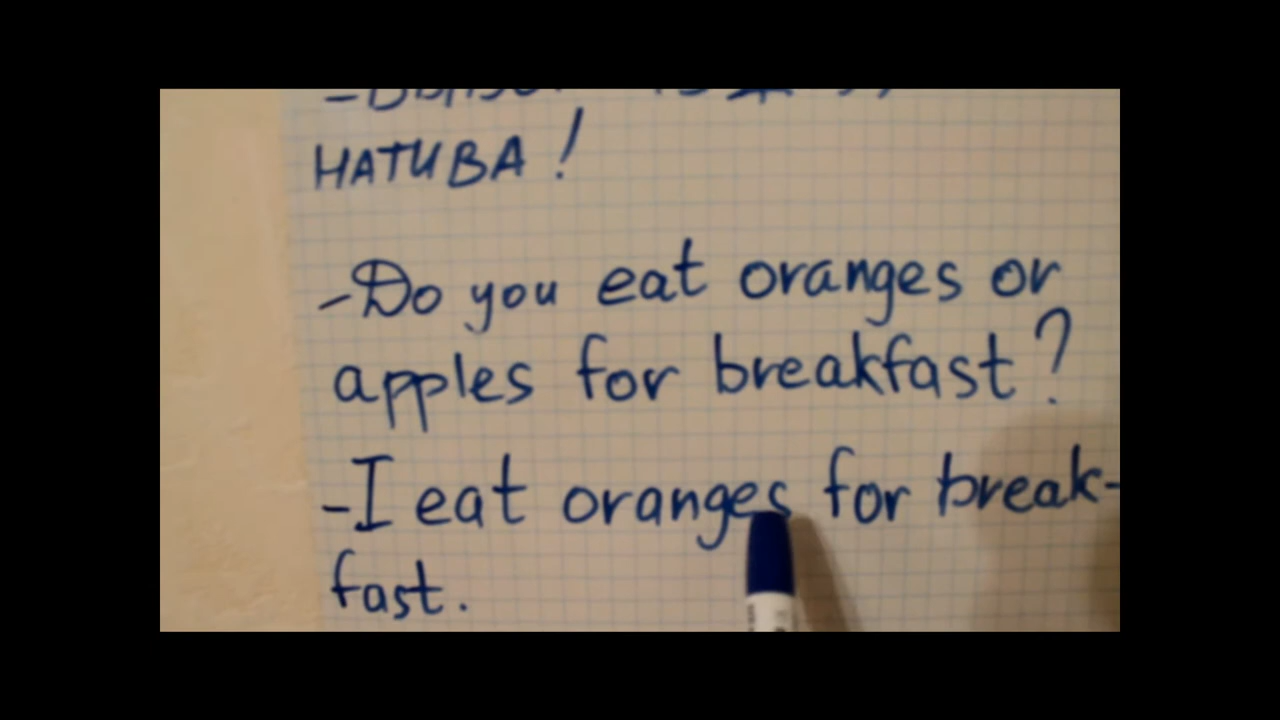 НАТИВА!
-Do you eat oranges or
apples for breakfast?
-I eat oranges for break-
fast.